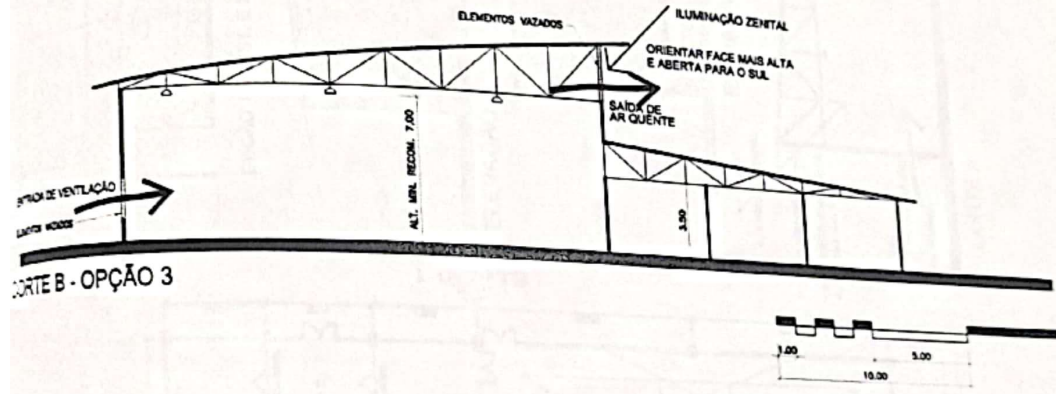 ELEMENTOS VAZADOS
ILUMINAÇÃO ZENITAL
ORIENTAR FACE MAIS ALTA
E ABERTA PARA O SUL
SAÍDA DE
AR QUENTE
ALT. MIN. RECOM. 7,00
DE VENTILAÇÃO
3.50
CORTE B - OPÇÃO 3
1.00
5.00
10.00